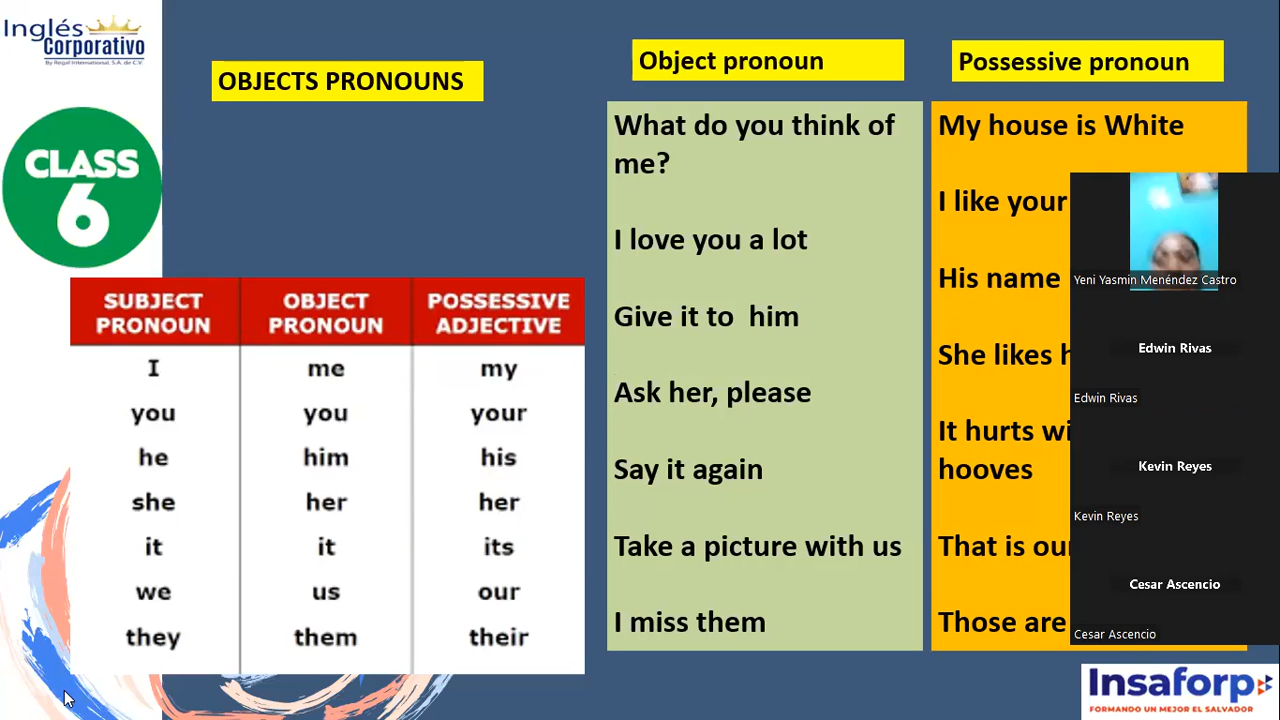 Inglés
Corporativo
By Regal International, S.A. de C.V.
CLASS
6
OBJECTS PRONOUNS
SUBJECT PRONOUN OBJECT PRONOUN POSSESSIVE ADJECTIVE
I me my
you you your
he him his
she her her
it it its
we us our
they them their
Object pronoun
What do you think of
me?
I love you a lot
Give it to him
Ask her, please
Say it again
Take a picture with us
I miss them
Possessive pronoun
My house is White
I like your
His name
She likes
It hurts
hooves
That is
Those are
Yeni Yasmin Menéndez Castro
Edwin Rivas
Edwin Rivas
Kevin Reyes
Kevin Reyes
Cesar Ascencio
Cesar Ascencio
Insaforp
FORMANDO UN MEJOR EL SALVADOR